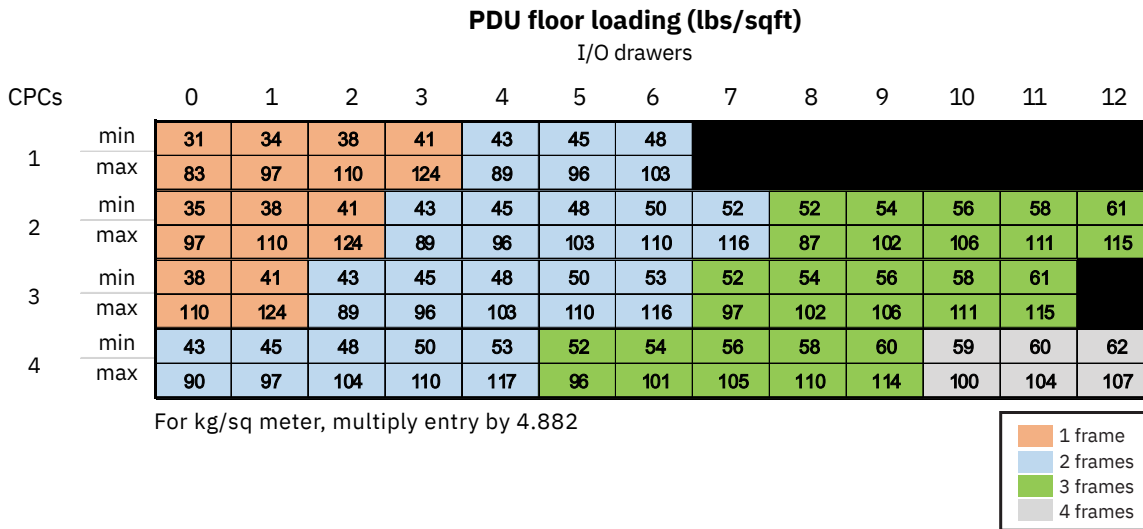 PDU floor loading (lbs/sqft)
I/O drawers
CPCs 0 1 2 3 4 5 6 7 8 9 10 11 12
1 min 31 34 38 41 43 45 48
max 83 97 110 124 89 96 103
2 min 35 38 41 43 45 48 50 52 52 54 56 58 61
max 97 110 124 89 96 103 110 116 87 102 106 111 115
3 min 38 41 43 45 48 50 53 52 54 56 58 61
max 110 124 89 96 103 110 116 97 102 106 111 115
4 min 43 45 48 50 53 52 54 56 58 60 59 60 62
max 90 97 104 110 117 96 101 105 110 114 100 104 107
For kg/sq meter, multiply entry by 4.882
1 frame
2 frames
3 frames
4 frames